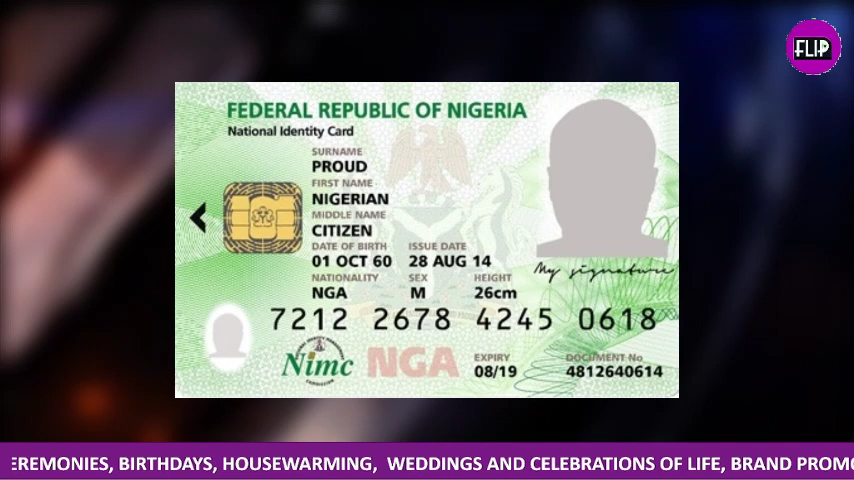 FLIP
FEDERAL REPUBLIC OF NIGERIA
National Identity Card
SURNAME
PROUD
FIRST NAME
NIGERIAN
MIDDLE NAME
CITIZEN
DATE OF BIRTH ISSUE DATE
01 OCT 60 28 AUG 14
My signature
NATIONALITY SEX HEIGHT
NGA M 26cm
7212 2678 4245 0618
Nimc NGA
EXPIRY DOCUMENT No
08/19 4812640614
EREMONIES, BIRTHDAYS, HOUSEWARMING, WEDDINGS AND CELEBRATIONS OF LIFE, BRAND PROMO